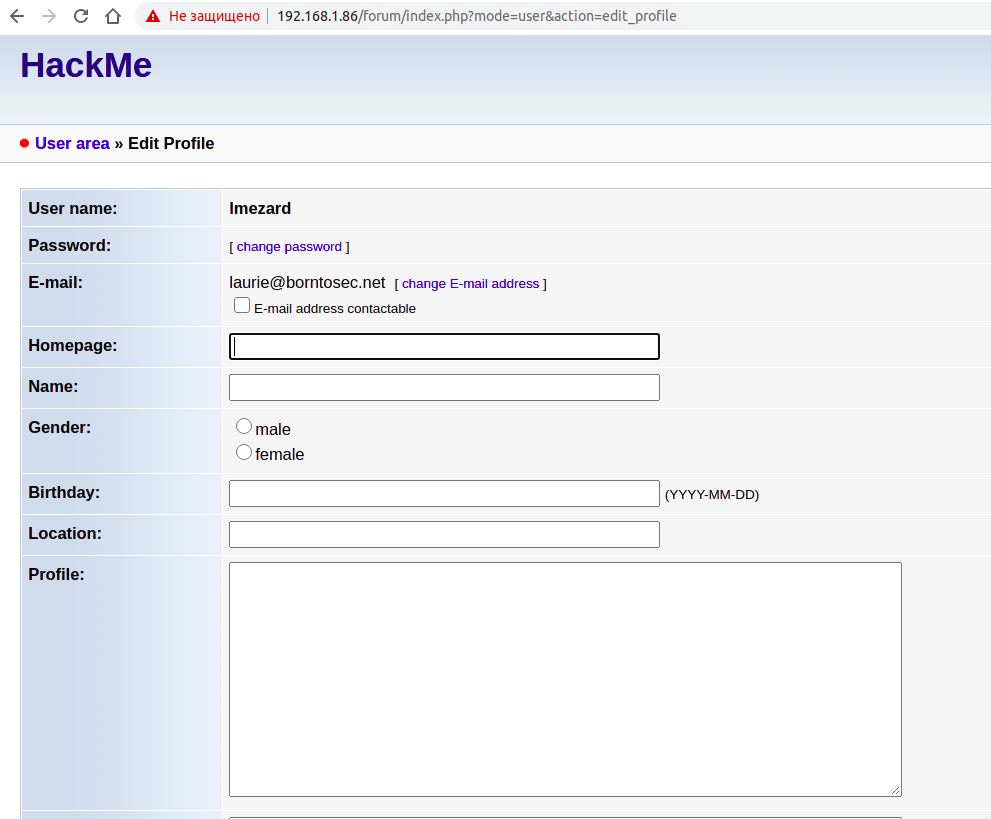 Не защищено | 192.168.1.86/forum/index.php?mode=user&action=edit_profile
HackMe
User area » Edit Profile
User name: lmezard
Password: [ change password ]
E-mail: laurie@borntosec.net [ change E-mail address ]
E-mail address contactable
Homepage:
Name:
Gender: male
female
Birthday: (YYYY-MM-DD)
Location:
Profile: